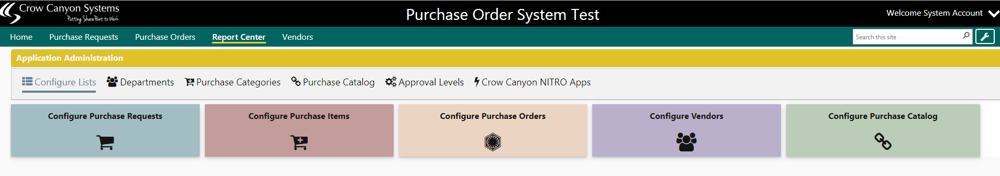 Crow Canyon Systems
Putting SharePoint to Work
Purchase Order System Test
Welcome System Account
Home Purchase Requests Purchase Orders Report Center Vendors
Search this site
Application Administration
Configure Lists Departments Purchase Categories Purchase Catalog Approval Levels Crow Canyon NITRO Apps
Configure Purchase Requests
Configure Purchase Items
Configure Purchase Orders
Configure Vendors
Configure Purchase Catalog